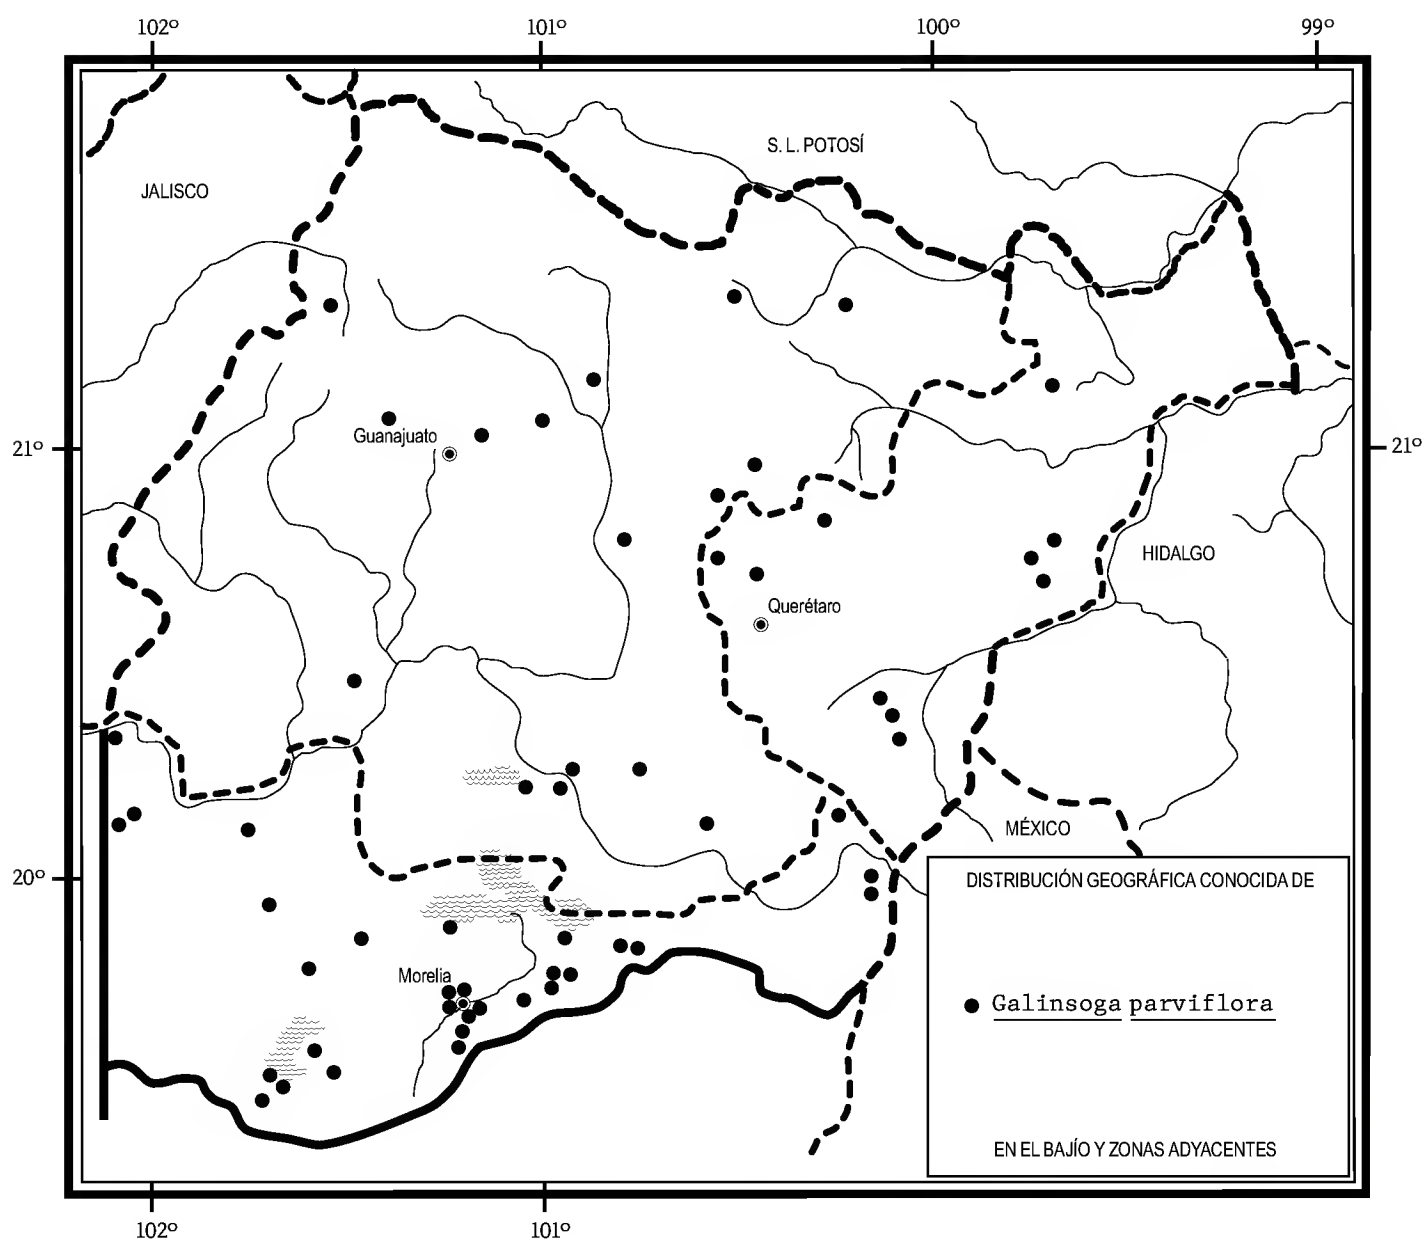 102º 101º 100º 99º
S. L. POTOSÍ
JALISCO
Guanajuato
21º 21º
HIDALGO
Querétaro
MÉXICO
20º
DISTRIBUCIÓN GEOGRÁFICA CONOCIDA DE
Morelia
Galinsoga parviflora
EN EL BAJÍO Y ZONAS ADYACENTES
102º 101º